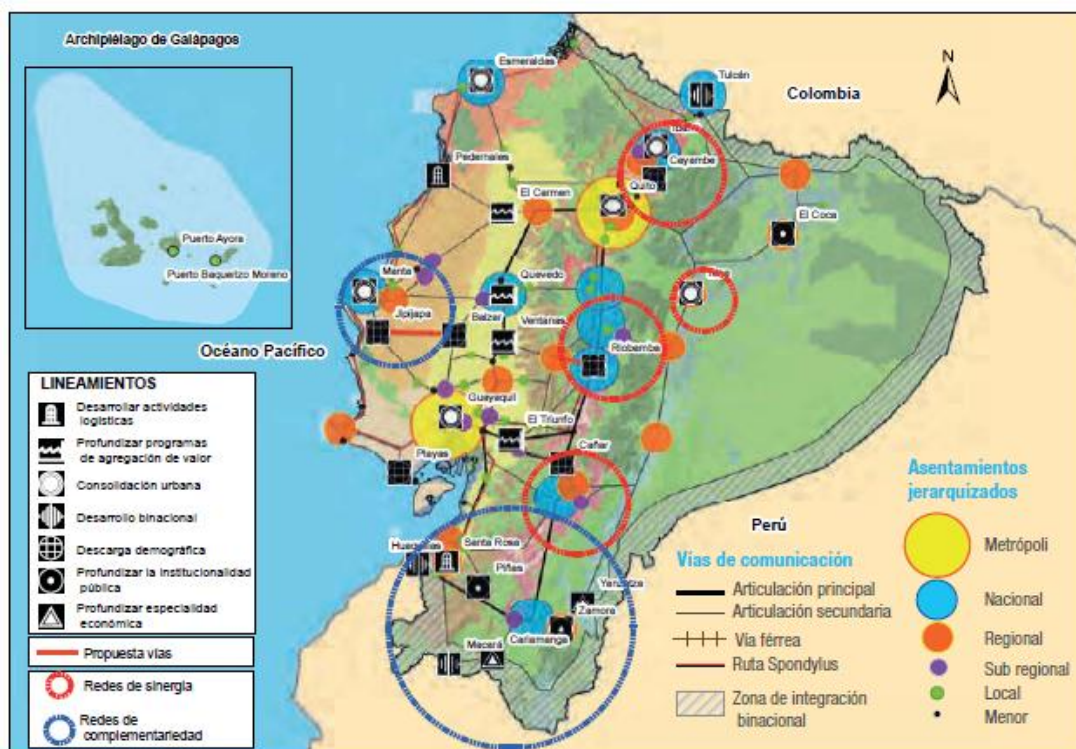 Archipiélago de Galápagos
Puerto Ayora
Puerto Baquerizo Moreno
Océano Pacífico
Colombia
Perú
N
Esmeraldas
Tulcán
Cayambe
Pedernales
El Carmen
Quito
El Coca
Tena
Manta
Quevedo
Jipijapa
Balzar
Ventanas
Riobamba
Guayaquil
El Triunfo
Playas
Cañar
Huaquillas
Santa Rosa
Piñas
Yanzatza
Zamora
Cariamanga
Macará
LINEAMIENTOS
Desarrollar actividades
logísticas
Profundizar programas
de agregación de valor
Consolidación urbana
Desarrollo binacional
Descarga demográfica
Profundizar la institucionalidad
pública
Profundizar especialidad
económica
Propuesta vías
Redes de sinergia
Redes de
complementariedad
Vías de comunicación
Articulación principal
Articulación secundaria
Vía férrea
Ruta Spondylus
Zona de integración
binacional
Asentamientos
jerarquizados
Metrópoli
Nacional
Regional
Sub regional
Local
Menor